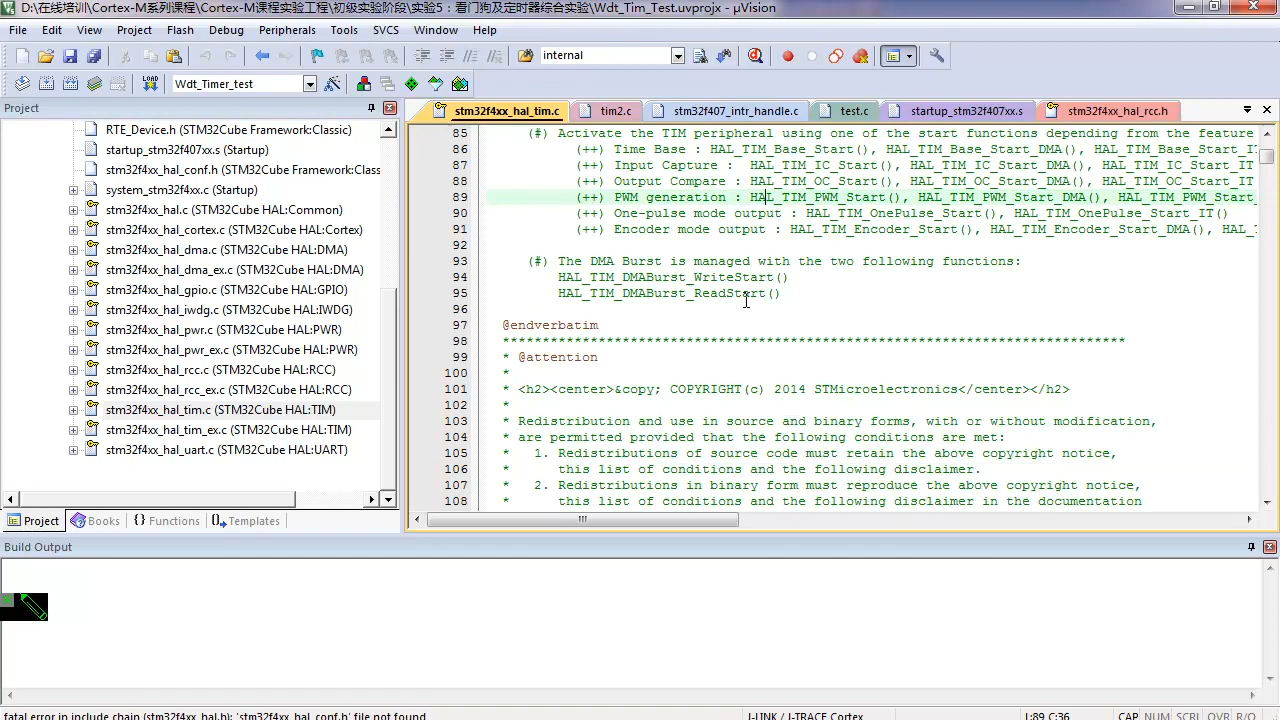 D:\在线培训\Cortex-M系列课程\Cortex-M课程实验工程\初级实验阶段\实验5：看门狗及定时器综合实验\Wdt_Tim_Test.uvprojx - µVision
File Edit View Project Flash Debug Peripherals Tools SVCS Window Help
internal
LOAD Wdt_Timer_test
Project
RTE_Device.h (STM32Cube Framework:Classic)
startup_stm32f407xx.s (Startup)
stm32f4xx_hal_conf.h (STM32Cube Framework:Class
system_stm32f4xx.c (Startup)
stm32f4xx_hal.c (STM32Cube HAL:Common)
stm32f4xx_hal_cortex.c (STM32Cube HAL:Cortex)
stm32f4xx_hal_dma.c (STM32Cube HAL:DMA)
stm32f4xx_hal_dma_ex.c (STM32Cube HAL:DMA)
stm32f4xx_hal_gpio.c (STM32Cube HAL:GPIO)
stm32f4xx_hal_iwdg.c (STM32Cube HAL:IWDG)
stm32f4xx_hal_pwr.c (STM32Cube HAL:PWR)
stm32f4xx_hal_pwr_ex.c (STM32Cube HAL:PWR)
stm32f4xx_hal_rcc.c (STM32Cube HAL:RCC)
stm32f4xx_hal_rcc_ex.c (STM32Cube HAL:RCC)
stm32f4xx_hal_tim.c (STM32Cube HAL:TIM)
stm32f4xx_hal_tim_ex.c (STM32Cube HAL:TIM)
stm32f4xx_hal_uart.c (STM32Cube HAL:UART)
Project Books Functions Templates
stm32f4xx_hal_tim.c tim2.c stm32f407_intr_handle.c test.c startup_stm32f407xx.s stm32f4xx_hal_rcc.h
85 (#) Activate the TIM peripheral using one of the start functions depending from the feature
86 (++) Time Base : HAL_TIM_Base_Start(), HAL_TIM_Base_Start_DMA(), HAL_TIM_Base_Start_IT
87 (++) Input Capture : HAL_TIM_IC_Start(), HAL_TIM_IC_Start_DMA(), HAL_TIM_IC_Start_IT
88 (++) Output Compare : HAL_TIM_OC_Start(), HAL_TIM_OC_Start_DMA(), HAL_TIM_OC_Start_IT
89 (++) PWM generation : HAL_TIM_PWM_Start(), HAL_TIM_PWM_Start_DMA(), HAL_TIM_PWM_Start_
90 (++) One-pulse mode output : HAL_TIM_OnePulse_Start(), HAL_TIM_OnePulse_Start_IT()
91 (++) Encoder mode output : HAL_TIM_Encoder_Start(), HAL_TIM_Encoder_Start_DMA(), HAL_
92
93 (#) The DMA Burst is managed with the two following functions:
94 HAL_TIM_DMABurst_WriteStart()
95 HAL_TIM_DMABurst_ReadStart()
96
97 @endverbatim
98 ******************************************************************************
99 * @attention
100 *
101 * <h2><center>&copy; COPYRIGHT(c) 2014 STMicroelectronics</center></h2>
102 *
103 * Redistribution and use in source and binary forms, with or without modification,
104 * are permitted provided that the following conditions are met:
105 * 1. Redistributions of source code must retain the above copyright notice,
106 * this list of conditions and the following disclaimer.
107 * 2. Redistributions in binary form must reproduce the above copyright notice,
108 * this list of conditions and the following disclaimer in the documentation
Build Output
fatal error in include chain (stm32f4xx_hal.h): 'stm32f4xx_hal_conf.h' file not found J-LINK / J-TRACE Cortex L:89 C:36 CAP NUM SCRL OVR R/O